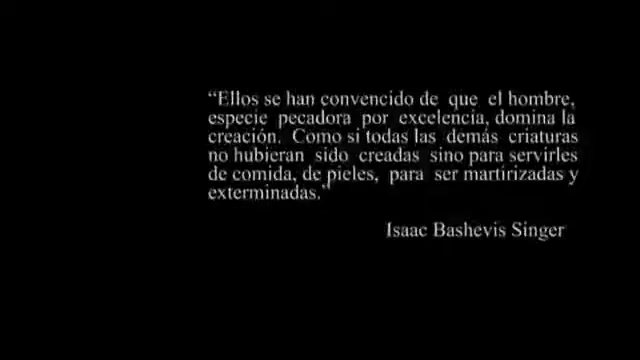 “Ellos se han convencido de que el hombre,
especie pecadora por excelencia, domina la
creación. Como si todas las demás criaturas
no hubieran sido creadas sino para servirles
de comida, de pieles, para ser martirizadas y
exterminadas.”
Isaac Bashevis Singer